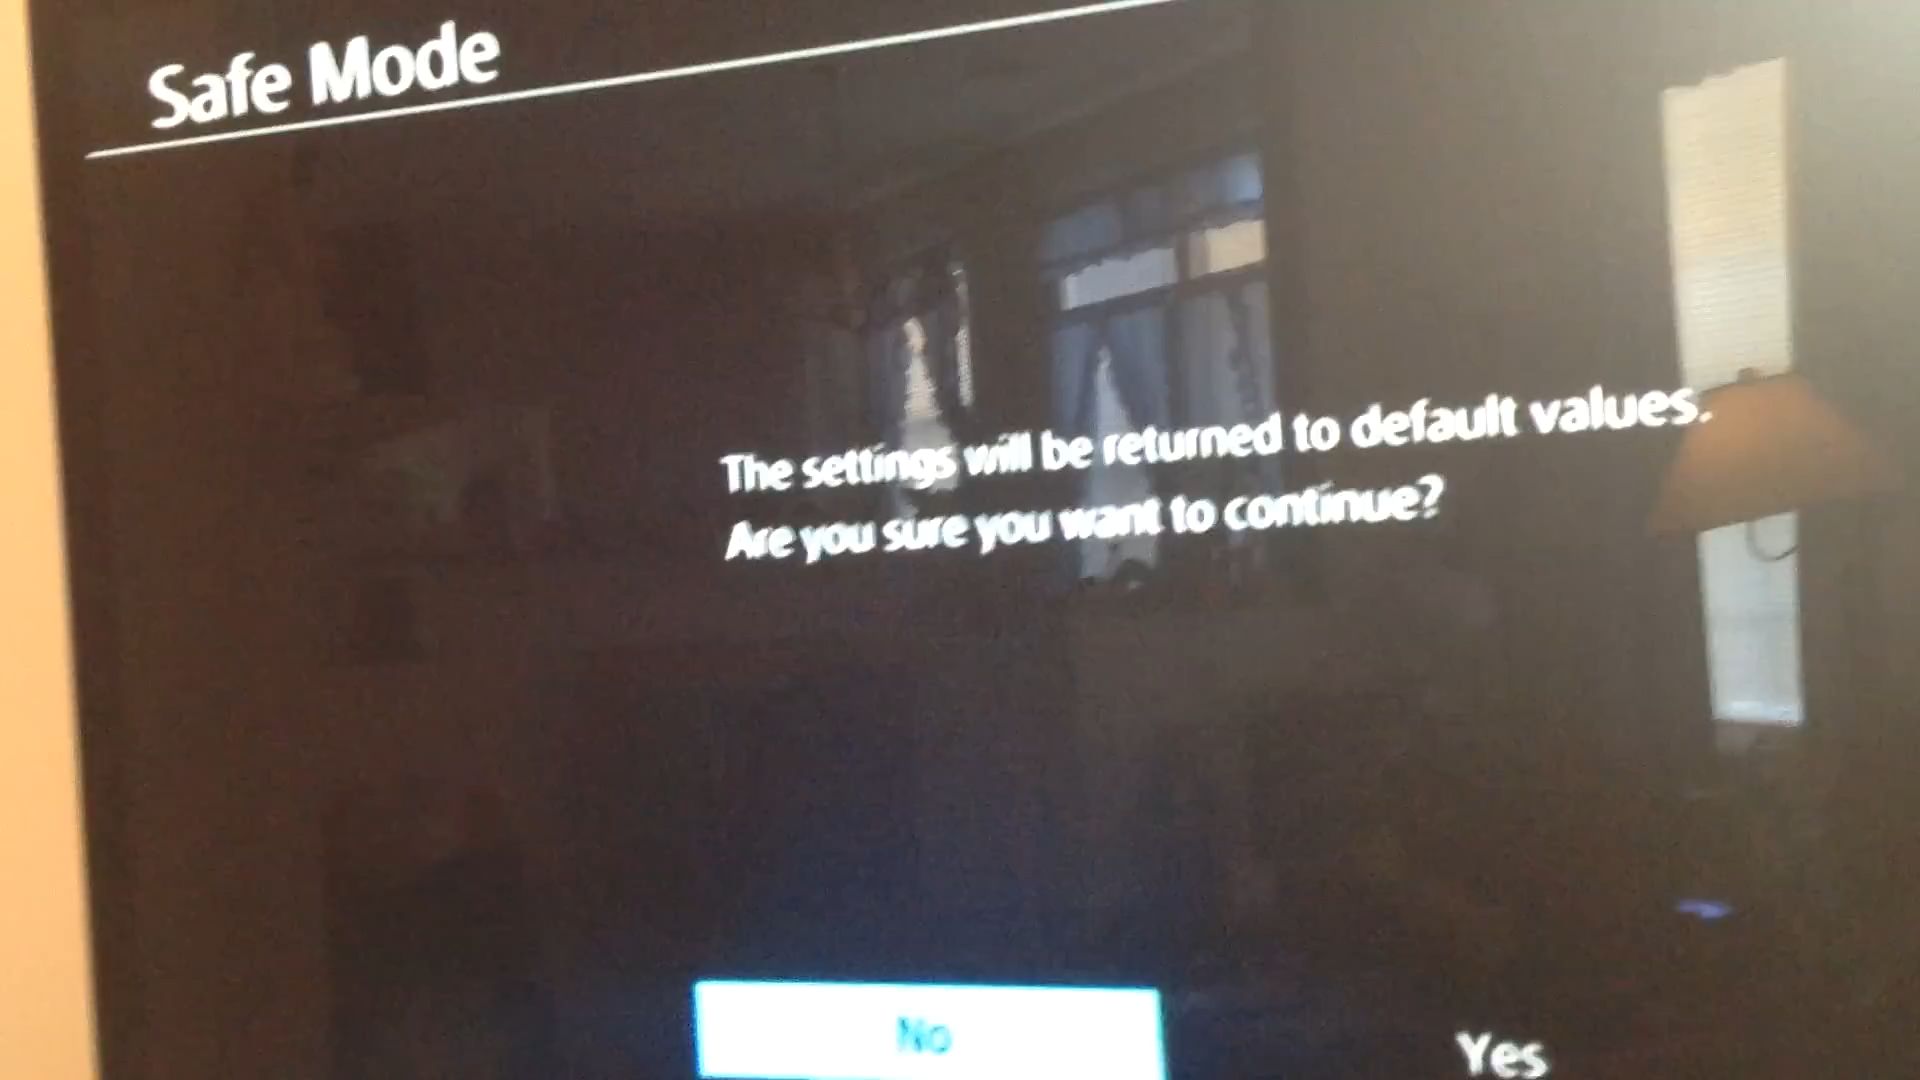 Safe Mode
The settings will be returned to default values.
Are you sure you want to continue?
No
Yes